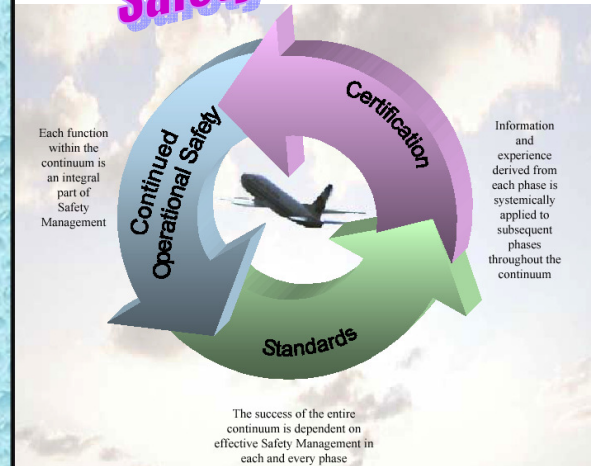 Safety
Certification
Continued
Operational Safety
Standards
Each function
within the
continuum is
an integral
part of
Safety
Management
Information
and
experience
derived from
each phase is
systemically
applied to
subsequent
phases
throughout the
continuum
The success of the entire
continuum is dependent on
effective Safety Management in
each and every phase